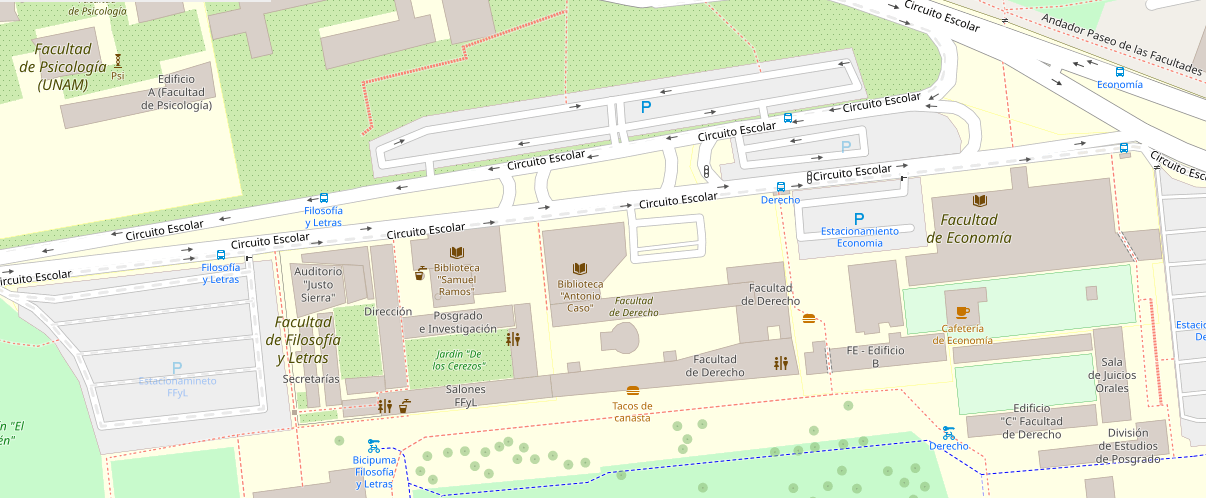 de Psicología
Facultad
de Psicología
(UNAM)
Psi
Edificio
A (Facultad
de Psicología)
Circuito Escolar
Andador Paseo de las Facultades
Economía
P
Circuito Escolar
Circuito Escolar
Circuito Escolar
P
Circuito Escolar
Circuito Escolar
Derecho
Circuito Escolar
Filosofía
y Letras
Circuito Escolar
Circuito Escolar
Circuito Escolar
P
Estacionamiento
Economia
Facultad
de Economía
Filosofía
y Letras
Auditorio
"Justo
Sierra"
Biblioteca
"Samuel
Ramos"
Biblioteca
"Antonio
Caso"
Facultad
de Derecho
Facultad
de Derecho
Dirección
Posgrado
e Investigación
Facultad
de Filosofía
y Letras
Jardín "De
los Cerezos"
Cafetería
de Economía
FE - Edificio
B
Facultad
de Derecho
Secretarías
Salones
FFyL
P
Estacionamineto
FFyL
Sala
de Juicios
Orales
Tacos de
canasta
Edificio
"C" Facultad
de Derecho
Derecho
División
de Estudios
de Posgrado
Bicipuma
Filosofía
y Letras